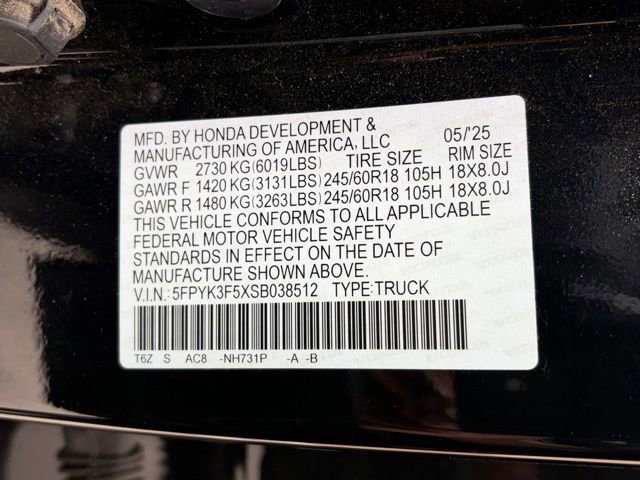 MFD. BY HONDA DEVELOPMENT & 05/'25
MANUFACTURING OF AMERICA, LLC
GVWR 2730 KG(6019LBS) TIRE SIZE RIM SIZE
GAWR F 1420 KG(3131LBS) 245/60R18 105H 18X8.0J
GAWR R 1480 KG(3263LBS) 245/60R18 105H 18X8.0J
THIS VEHICLE CONFORMS TO ALL APPLICABLE
FEDERAL MOTOR VEHICLE SAFETY
STANDARDS IN EFFECT ON THE DATE OF
MANUFACTURE SHOWN ABOVE.
V.I.N.: 5FPYK3F5XSB038512 TYPE: TRUCK
T6Z S AC8 -NH731P -A -B